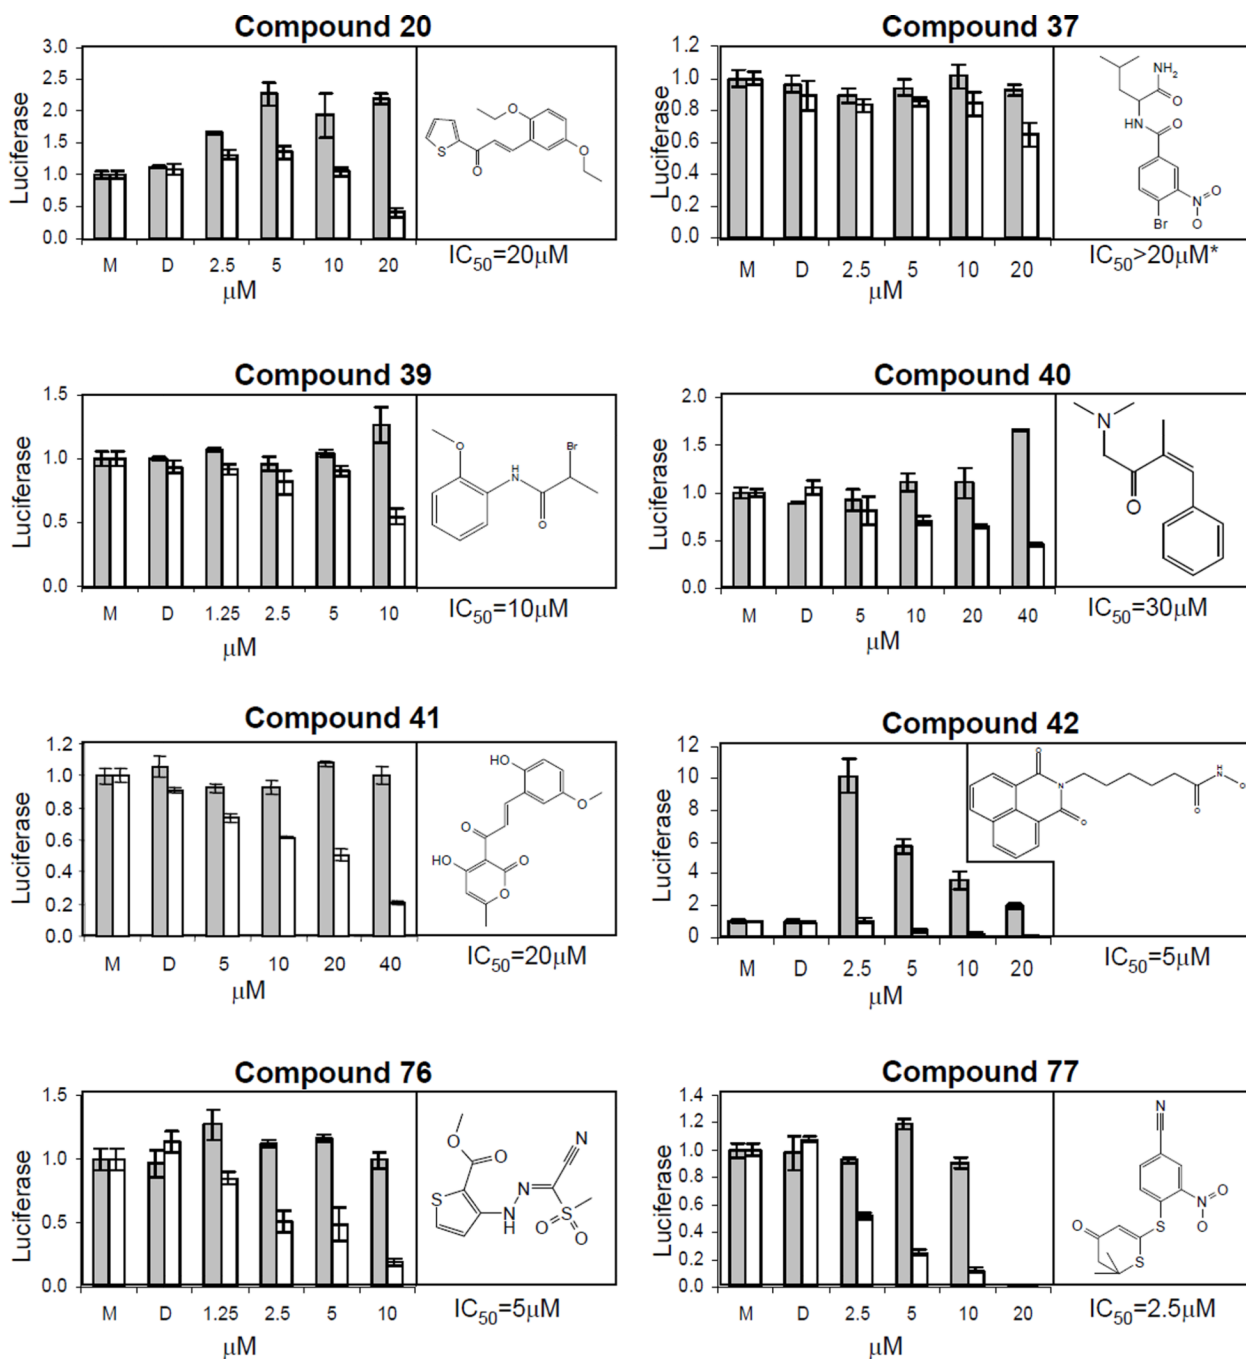 Compound 20
Luciferase
3.0
2.5
2.0
1.5
1.0
0.5
0.0
M D 2.5 5 10 20
μM
O
O
S
O
IC50=20μM
Compound 37
Luciferase
1.2
1.0
0.8
0.6
0.4
0.2
0.0
M D 2.5 5 10 20
μM
NH2
O
HN
O
N
O
Br
O
IC50>20μM*
Compound 39
Luciferase
1.5
1.0
0.5
0.0
M D 1.25 2.5 5 10
μM
O
Br
H
N
O
IC50=10μM
Compound 40
Luciferase
2.0
1.5
1.0
0.5
0.0
M D 5 10 20 40
μM
N
O
IC50=30μM
Compound 41
Luciferase
1.2
1.0
0.8
0.6
0.4
0.2
0.0
M D 5 10 20 40
μM
HO
O
O
HO
O
O
IC50=20μM
Compound 42
Luciferase
12
10
8
6
4
2
0
M D 2.5 5 10 20
μM
O
N
O
H
N
O
O
IC50=5μM
Compound 76
Luciferase
1.5
1.0
0.5
0.0
M D 1.25 2.5 5 10
μM
O
O
N
S
N
NH
S
O
O
IC50=5μM
Compound 77
Luciferase
1.4
1.2
1.0
0.8
0.6
0.4
0.2
0.0
M D 2.5 5 10 20
μM
N
N
O
O
S
O
S
IC50=2.5μM